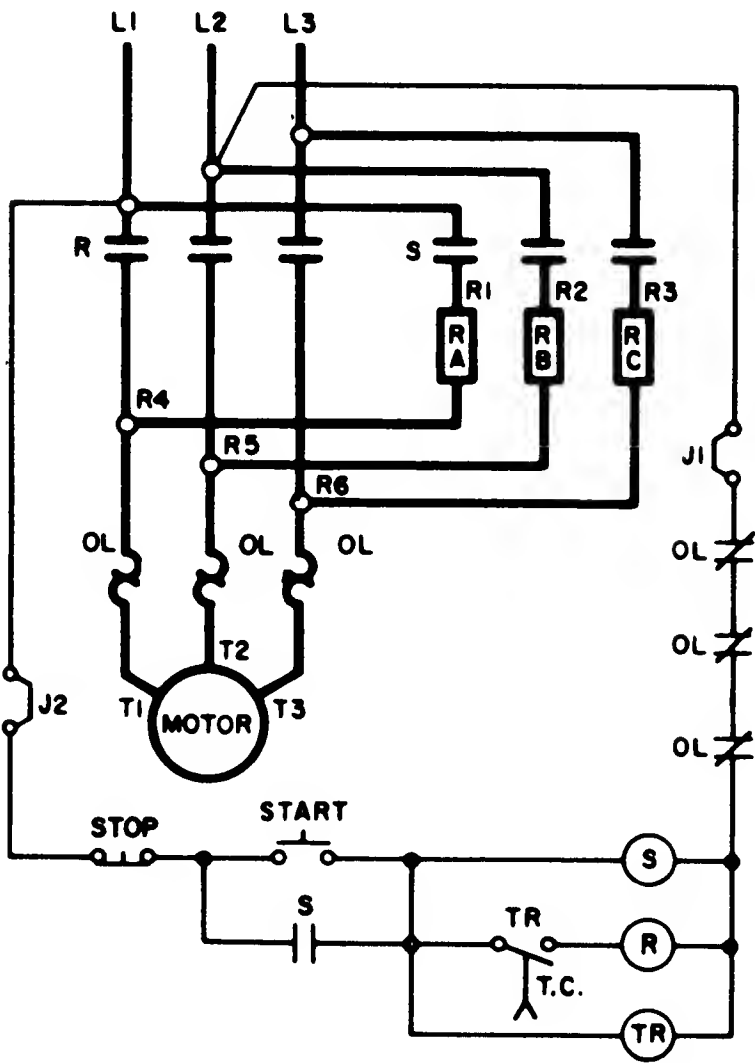 L1 L2 L3
R S
R1 R2 R3
RA RB RC
R4
R5
R6
J1
OL OL OL
OL
OL
OL
T2
T1 T3
MOTOR
J2
STOP START
S
S
TR R
T.C.
TR